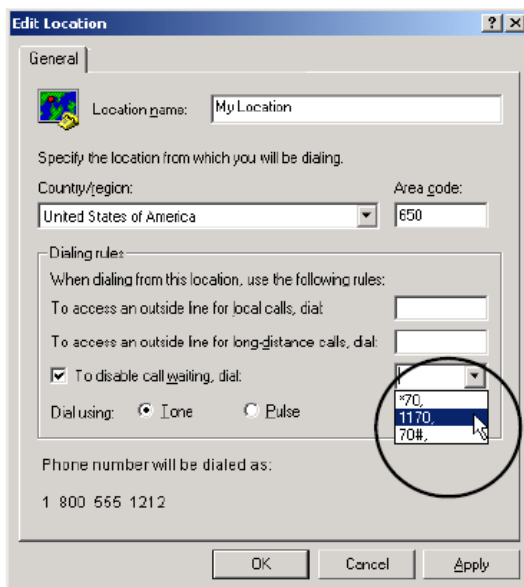 Edit Location
General
Location name: My Location
Specify the location from which you will be dialing.
Country/region: Area code:
United States of America 650
Dialing rules
When dialing from this location, use the following rules:
To access an outside line for local calls, dial:
To access an outside line for long-distance calls, dial:
To disable call waiting, dial:
*70,
1170,
70#,
Dial using: Tone Pulse
Phone number will be dialed as:
1 800 555 1212
OK Cancel Apply